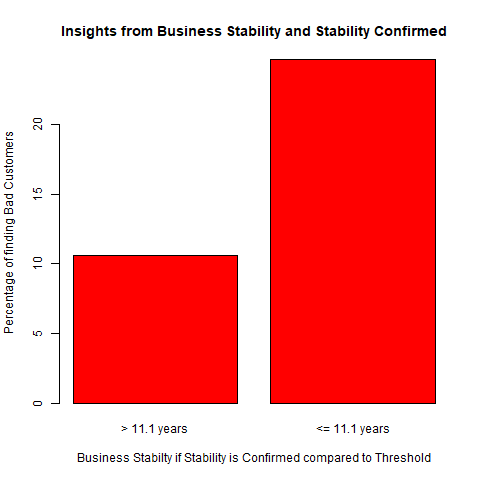 Insights from Business Stability and Stability Confirmed
Percentage of finding Bad Customers
20
15
10
5
0
> 11.1 years
<= 11.1 years
Business Stabilty if Stability is Confirmed compared to Threshold